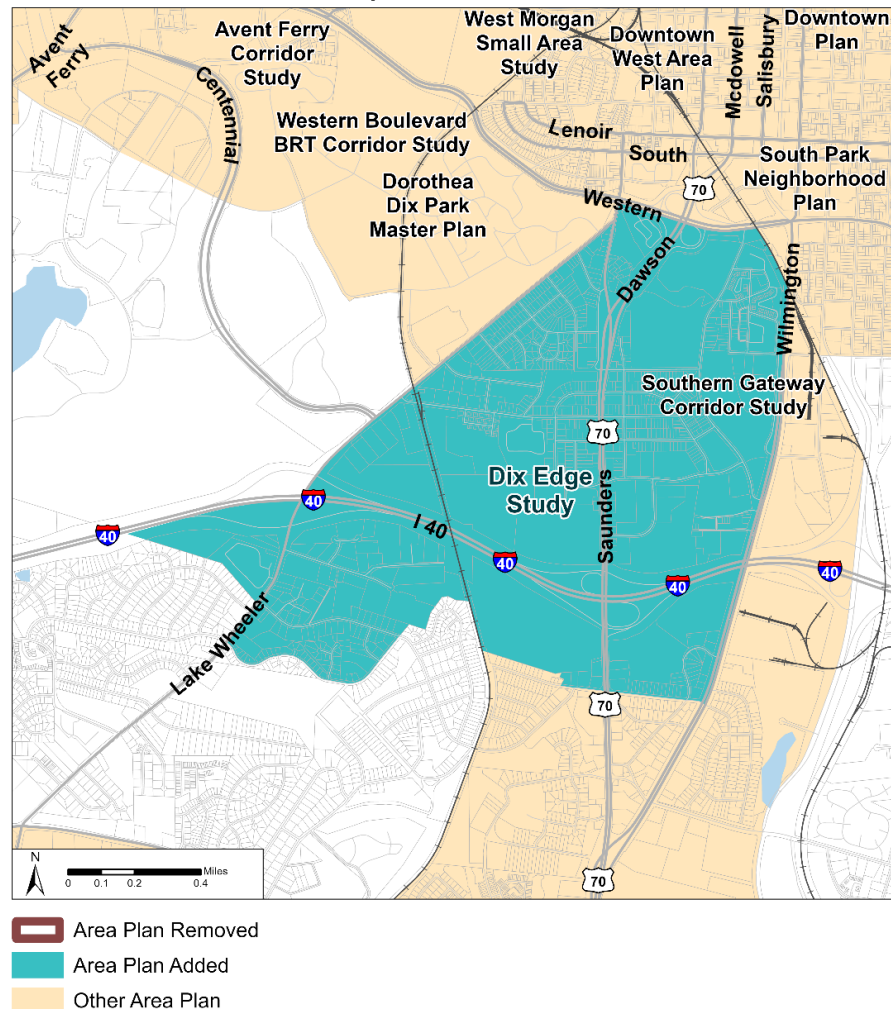 Avent
Ferry
Centennial
Avent Ferry
Corridor
Study
West Morgan
Small Area
Study
Downtown
West Area
Plan
Mcdowell
Salisbury
Downtown
Plan
Western Boulevard
BRT Corridor Study
Lenoir
South
Dorothea
Dix Park
Master Plan
70
South Park
Neighborhood
Plan
Western
Dawson
Wilmington
Southern Gateway
Corridor Study
70
Dix Edge
Study
Saunders
40
40
I 40
40
40
40
Lake Wheeler
70
70
N
Miles
0 0.1 0.2 0.4
Area Plan Removed
Area Plan Added
Other Area Plan